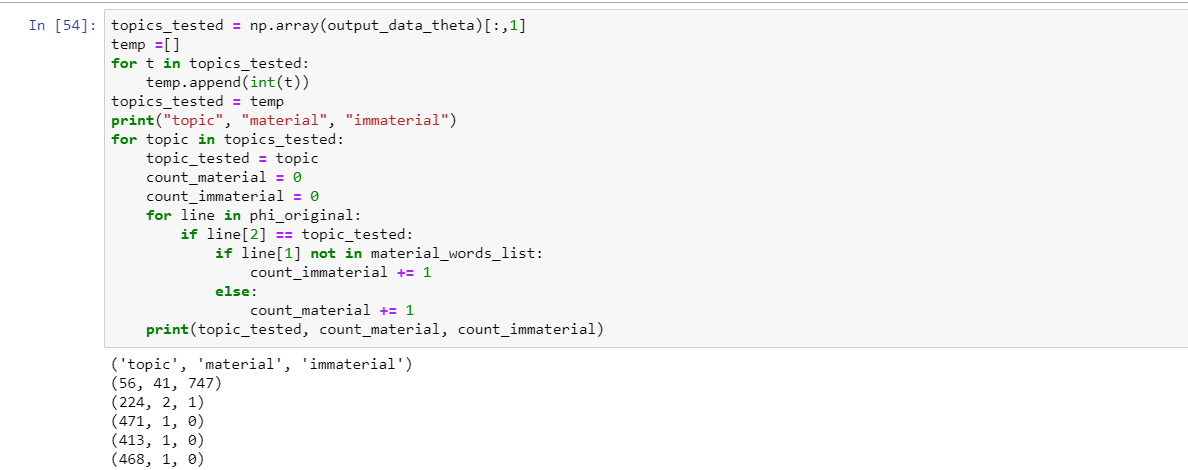 In [54]: topics_tested = np.array(output_data_theta)[:,1]
temp =[]
for t in topics_tested:
    temp.append(int(t))
topics_tested = temp
print("topic", "material", "immaterial")
for topic in topics_tested:
    topic_tested = topic
    count_material = 0
    count_immaterial = 0
    for line in phi_original:
        if line[2] == topic_tested:
            if line[1] not in material_words_list:
                count_immaterial += 1
            else:
                count_material += 1
    print(topic_tested, count_material, count_immaterial)
('topic', 'material', 'immaterial')
(56, 41, 747)
(224, 2, 1)
(471, 1, 0)
(413, 1, 0)
(468, 1, 0)